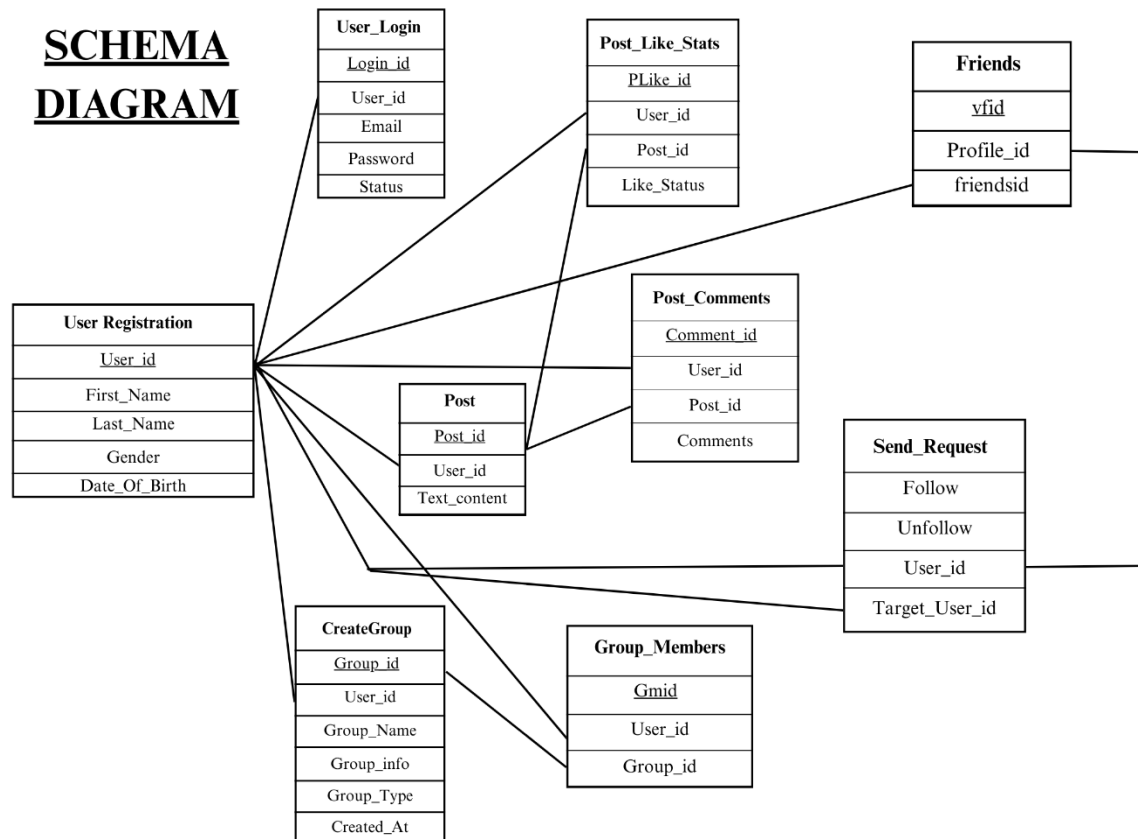 SCHEMA
DIAGRAM
User_Login
Login_id
User_id
Email
Password
Status
Post_Like_Stats
PLike_id
User_id
Post_id
Like_Status
Friends
vfid
Profile_id
friendsid
User Registration
User_id
First_Name
Last_Name
Gender
Date_Of_Birth
Post
Post_id
User_id
Text_content
Post_Comments
Comment_id
User_id
Post_id
Comments
Send_Request
Follow
Unfollow
User_id
Target_User_id
CreateGroup
Group_id
User_id
Group_Name
Group_info
Group_Type
Created_At
Group_Members
Gmid
User_id
Group_id